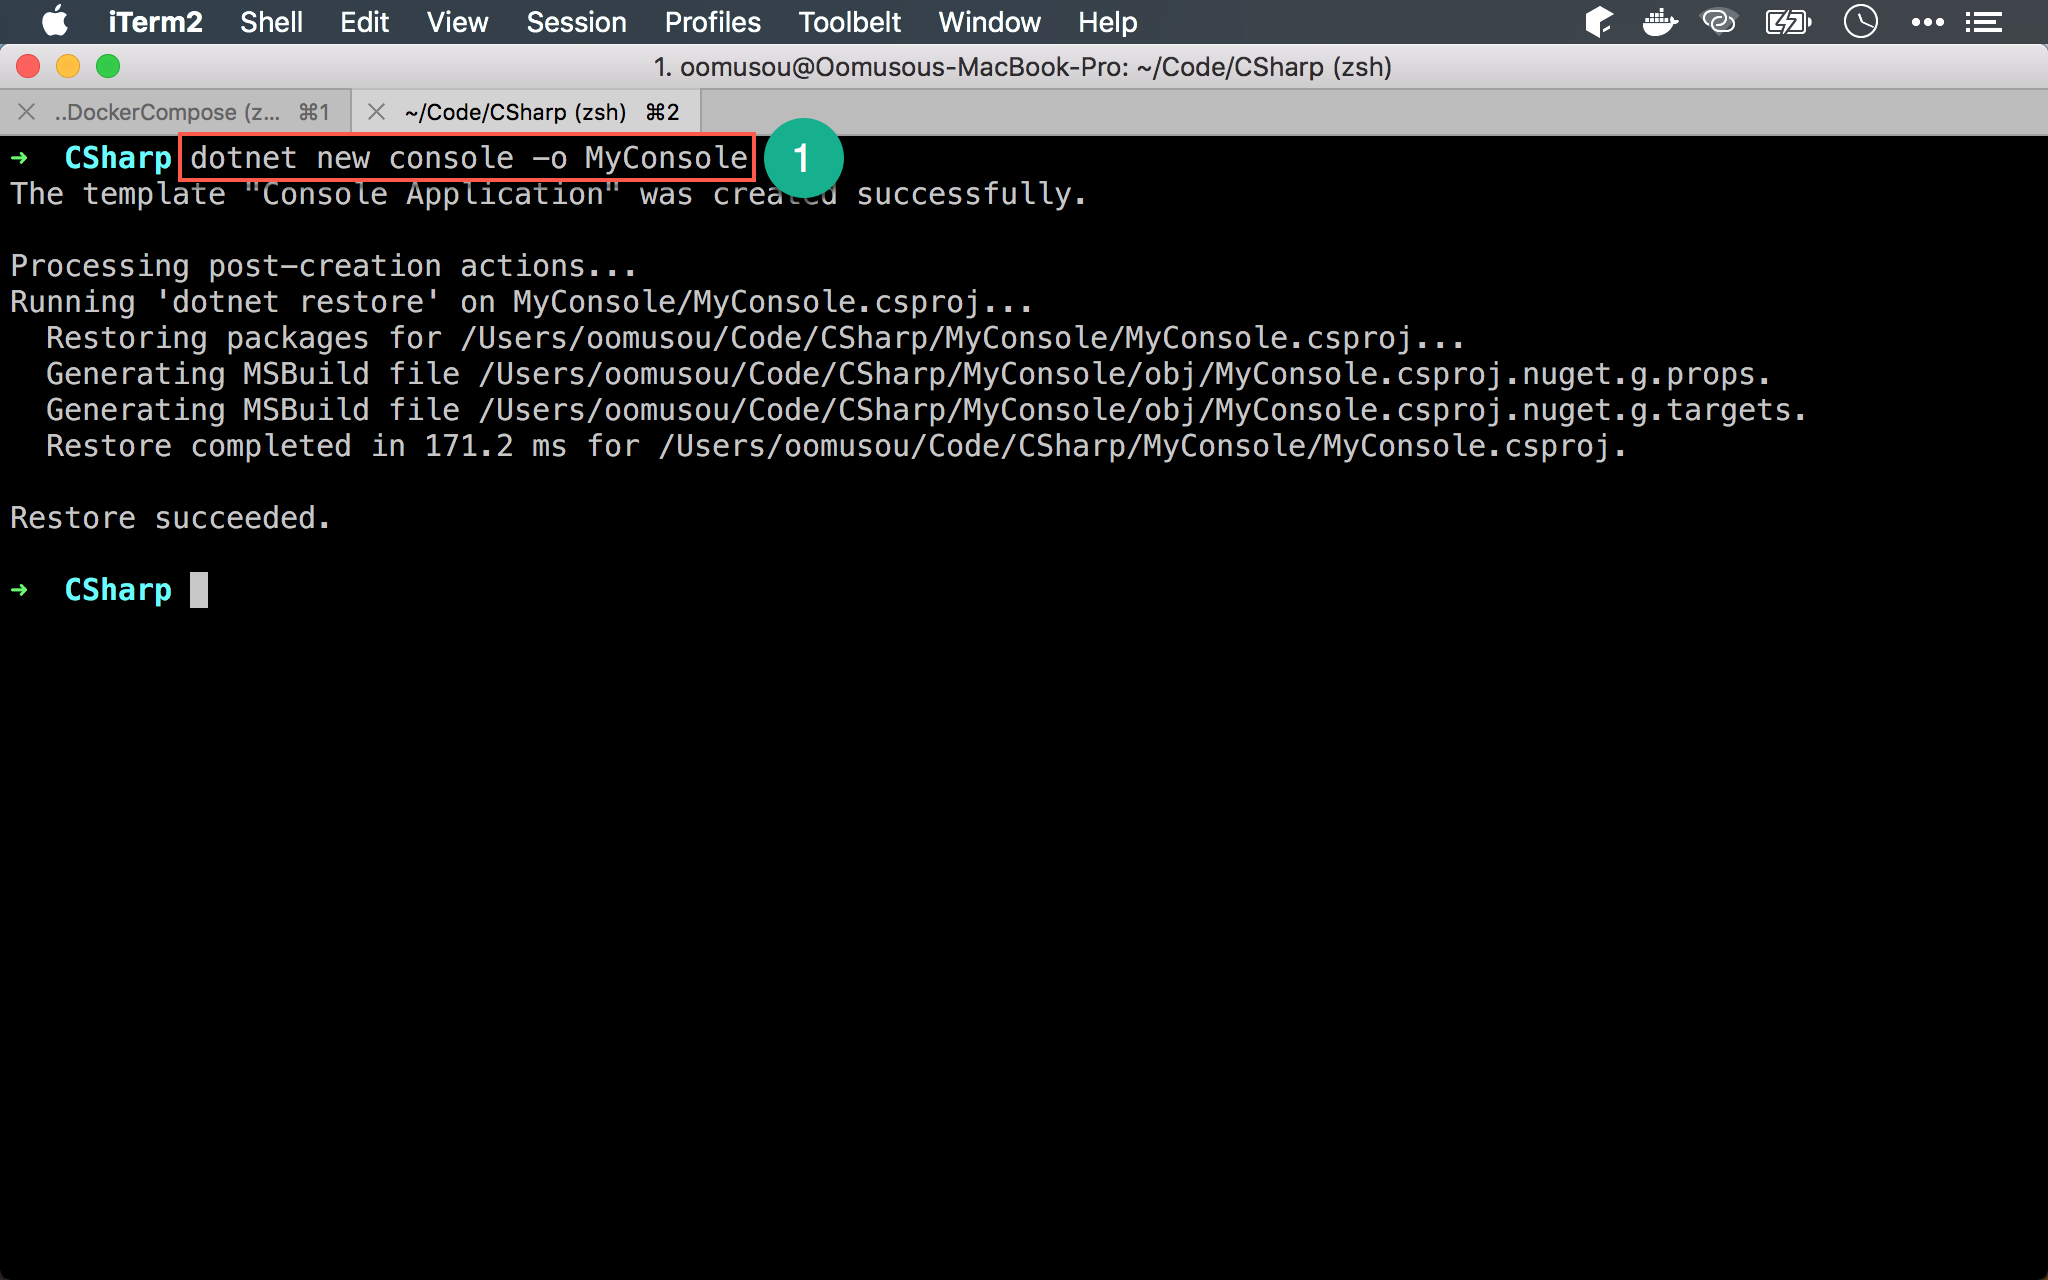 iTerm2 Shell Edit View Session Profiles Toolbelt Window Help
1. oomusou@Oomusous-MacBook-Pro: ~/Code/CSharp (zsh)
..DockerCompose (z... ⌘1 ~/Code/CSharp (zsh) ⌘2
➜ CSharp dotnet new console -o MyConsole 1
The template "Console Application" was created successfully.
Processing post-creation actions...
Running 'dotnet restore' on MyConsole/MyConsole.csproj...
Restoring packages for /Users/oomusou/Code/CSharp/MyConsole/MyConsole.csproj...
Generating MSBuild file /Users/oomusou/Code/CSharp/MyConsole/obj/MyConsole.csproj.nuget.g.props.
Generating MSBuild file /Users/oomusou/Code/CSharp/MyConsole/obj/MyConsole.csproj.nuget.g.targets.
Restore completed in 171.2 ms for /Users/oomusou/Code/CSharp/MyConsole/MyConsole.csproj.
Restore succeeded.
➜ CSharp